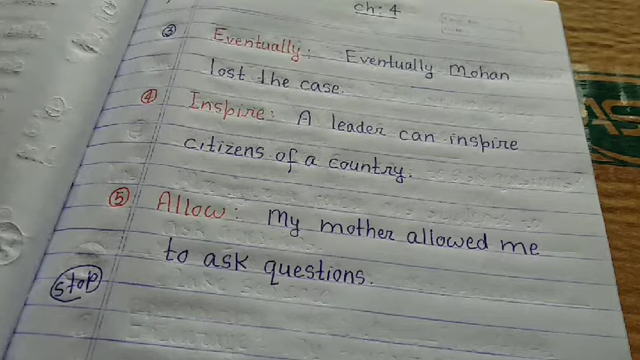 ch: 4
③ Eventually: Eventually Mohan
lost the case.
④ Inspire: A leader can inspire
citizens of a country.
⑤ Allow: My mother allowed me
to ask questions.
Stop